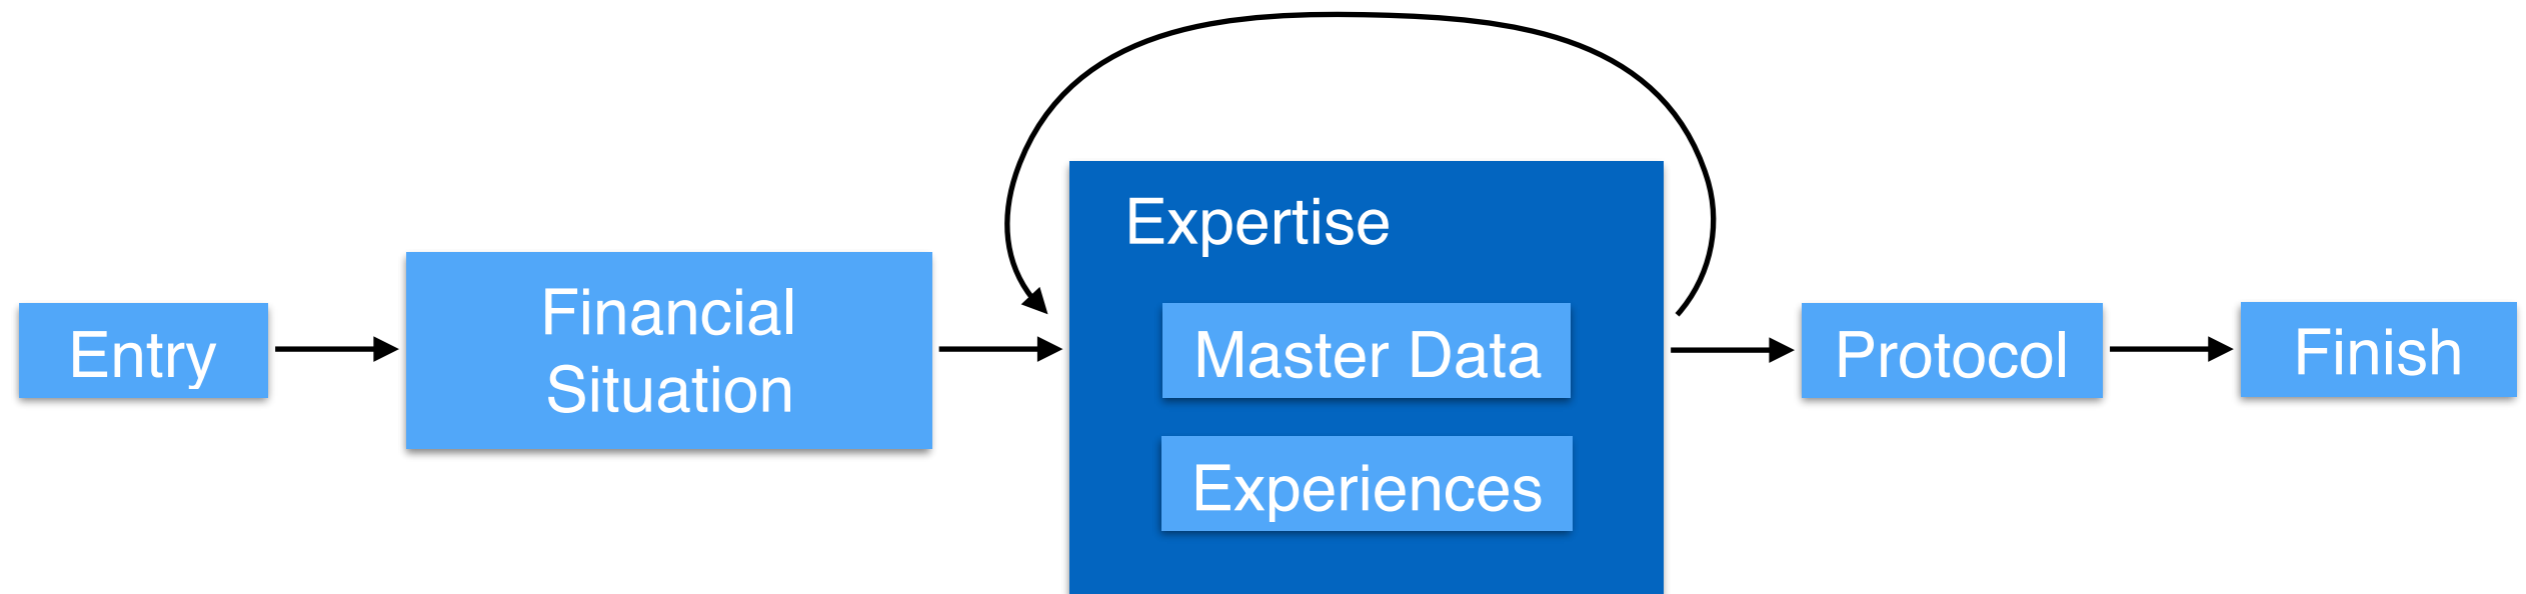 Entry
Financial
Situation
Expertise
Master Data
Experiences
Protocol
Finish